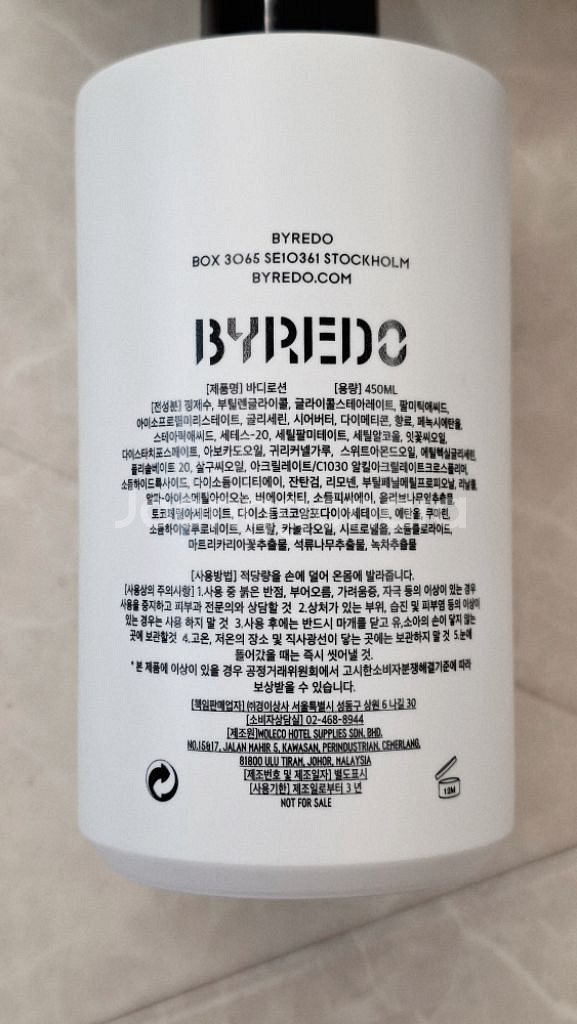 BYREDO
BOX 3065 SE10361 STOCKHOLM
BYREDO.COM
BYREDO
[제품명] 바디로션 [용량] 450ML
[전성분] 정제수, 부틸렌글라이콜, 글라이콜스테아레이트, 팔미틱애씨드,
아이소프로필미리스테이트, 글리세린, 시어버터, 다이메티콘, 향료, 페녹시에탄올,
스테아릭애씨드, 세테스-20, 세틸팔미테이트, 세틸알코올, 잇꽃씨오일,
다이스타치포스페이트, 아보카도오일, 귀리커넬가루, 스위트아몬드오일, 에틸헥실글리세린,
폴리솔베이트 20, 살구씨오일, 아크릴레이트/C1030 알킬아크릴레이트크로스폴리머,
소듐하이드록사이드, 다이소듐이디티에이, 잔탄검, 리모넨, 부틸페닐메틸프로피오날, 리날룰,
알파-아이소메틸아이오논, 비에이치티, 소듐피씨에이, 올리브나무잎추출물,
토코페릴아세테이트, 다이소듐코코암포다이아세테이트, 에탄올, 쿠마린,
소듐하이알루로네이트, 시트랄, 카놀라오일, 시트로넬올, 소듐클로라이드,
마트리카리아꽃추출물, 석류나무추출물, 녹차추출물
[사용방법] 적당량을 손에 덜어 온몸에 발라줍니다.
[사용상의 주의사항] 1.사용 중 붉은 반점, 부어오름, 가려움증, 자극 등의 이상이 있는 경우
사용을 중지하고 피부과 전문의와 상담할 것 2.상처가 있는 부위, 습진 및 피부염 등의 이상이
있는 경우는 사용 하지 말 것 3.사용 후에는 반드시 마개를 닫고 유,소아의 손이 닿지 않는
곳에 보관할것 4.고온, 저온의 장소 및 직사광선이 닿는 곳에는 보관하지 말 것 5.눈에
들어갔을 때는 즉시 씻어낼 것.
*본 제품에 이상이 있을 경우 공정거래위원회에서 고시한소비자분쟁해결기준에 따라
보상받을 수 있습니다.
[책임판매업자] ㈜경이상사 서울특별시 성동구 상원 6 나길 30
[소비자상담실] 02-468-8944
[제조원]WOLECO HOTEL SUPPLIES SDN. BHD.
NO.15&17, JALAN MAHIR 5, KAWASAN, PERINDUSTRIAN, CEMERLANG,
81800 ULU TIRAM, JOHOR, MALAYSIA
[제조번호 및 제조일자] 별도표시
[사용기한] 제조일로부터 3 년
NOT FOR SALE
12M